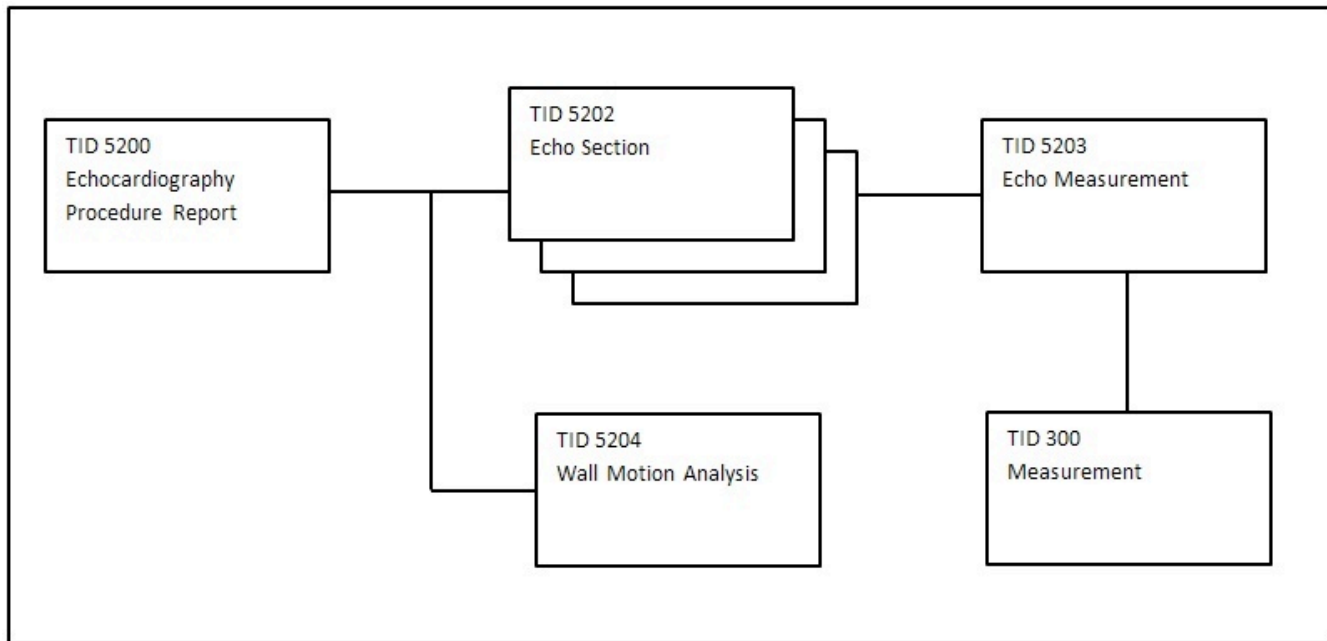 TID 5200
Echocardiography
Procedure Report
TID 5202
Echo Section
TID 5203
Echo Measurement
TID 5204
Wall Motion Analysis
TID 300
Measurement